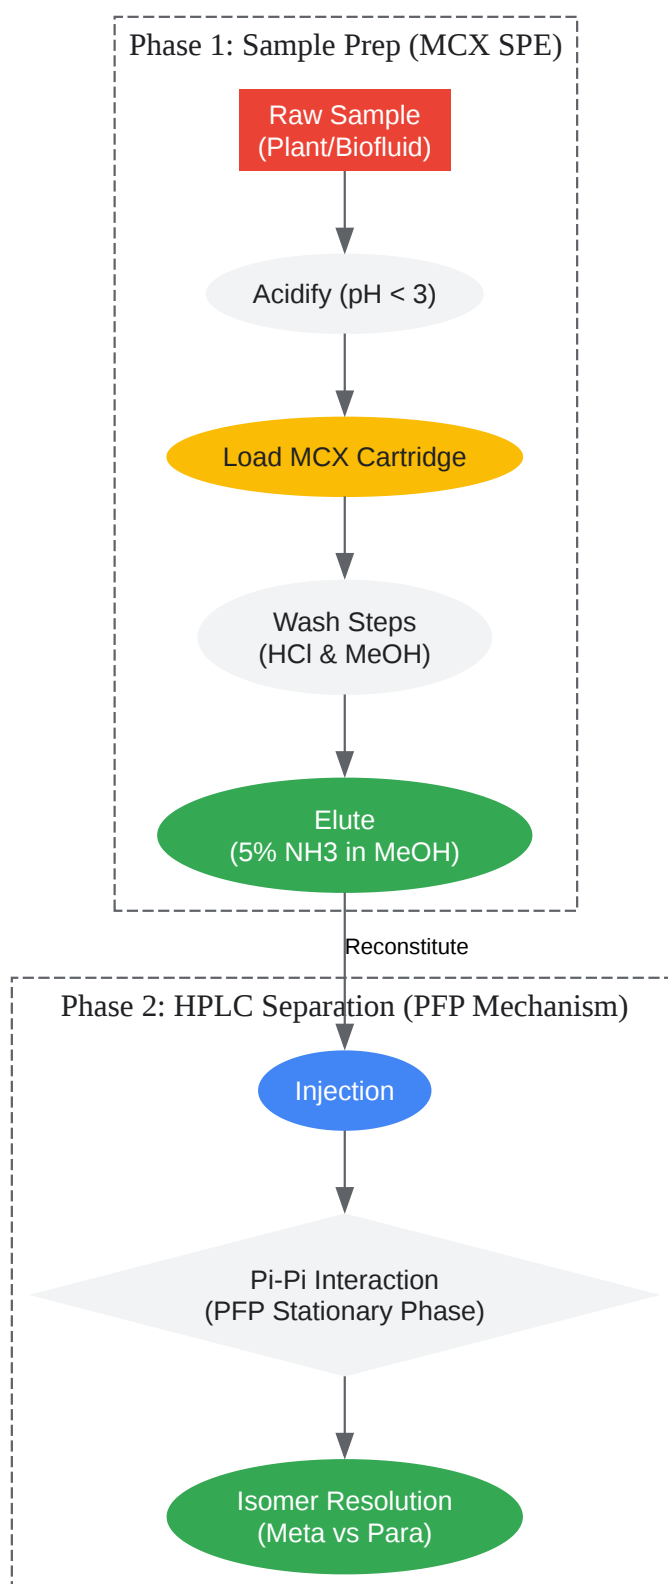 Phase 1: Sample Prep (MCX SPE)
Raw Sample
(Plant/Biofluid)
Acidify (pH < 3)
Load MCX Cartridge
Wash Steps
(HCl & MeOH)
Elute
(5% NH3 in MeOH)
Reconstitute
Phase 2: HPLC Separation (PFP Mechanism)
Injection
Pi-Pi Interaction
(PFP Stationary Phase)
Isomer Resolution
(Meta vs Para)